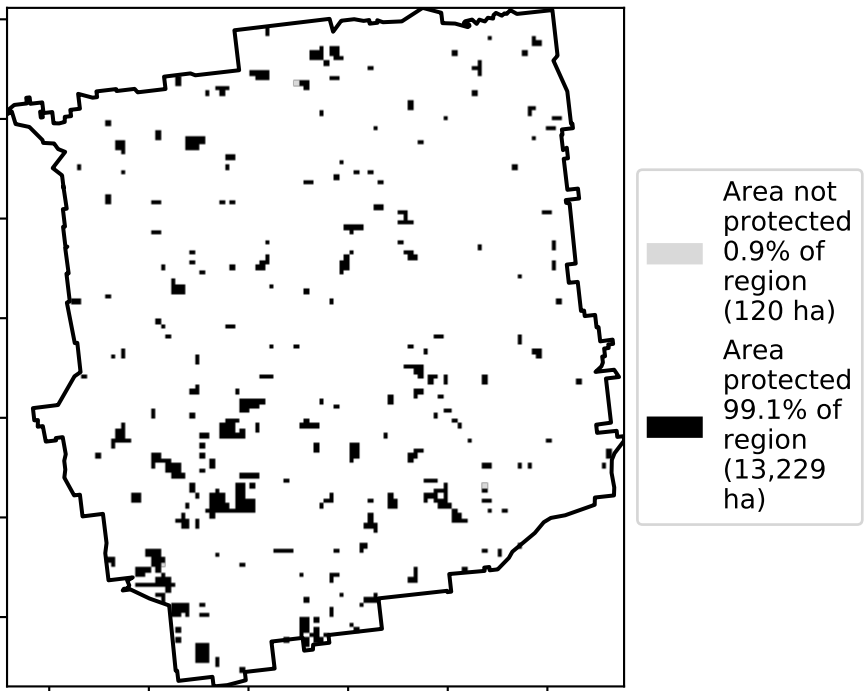 Area not
protected
0.9% of
region
(120 ha)
Area
protected
99.1% of
region
(13,229
ha)